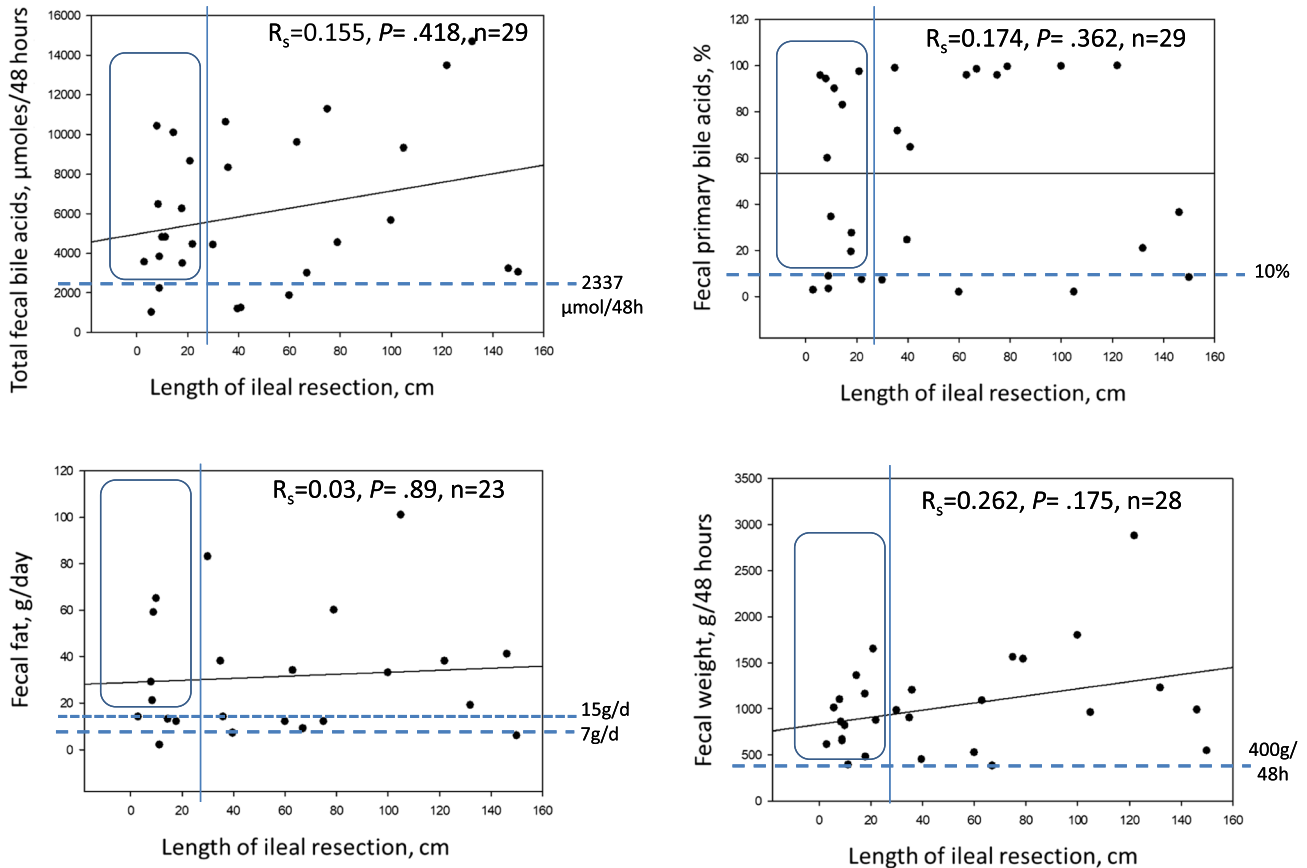 Total fecal bile acids, µmoles/48 hours
16000
14000
12000
10000
8000
6000
4000
2000
0
R_s=0.155, P= .418, n=29
2337
µmol/48h
0 20 40 60 80 100 120 140 160
Length of ileal resection, cm
Fecal primary bile acids, %
120
100
80
60
40
20
0
R_s=0.174, P= .362, n=29
10%
0 20 40 60 80 100 120 140 160
Length of ileal resection, cm
Fecal fat, g/day
120
100
80
60
40
20
0
R_s=0.03, P= .89, n=23
15g/d
7g/d
0 20 40 60 80 100 120 140 160
Length of ileal resection, cm
Fecal weight, g/48 hours
3500
3000
2500
2000
1500
1000
500
0
R_s=0.262, P= .175, n=28
400g/
48h
0 20 40 60 80 100 120 140 160
Length of ileal resection, cm